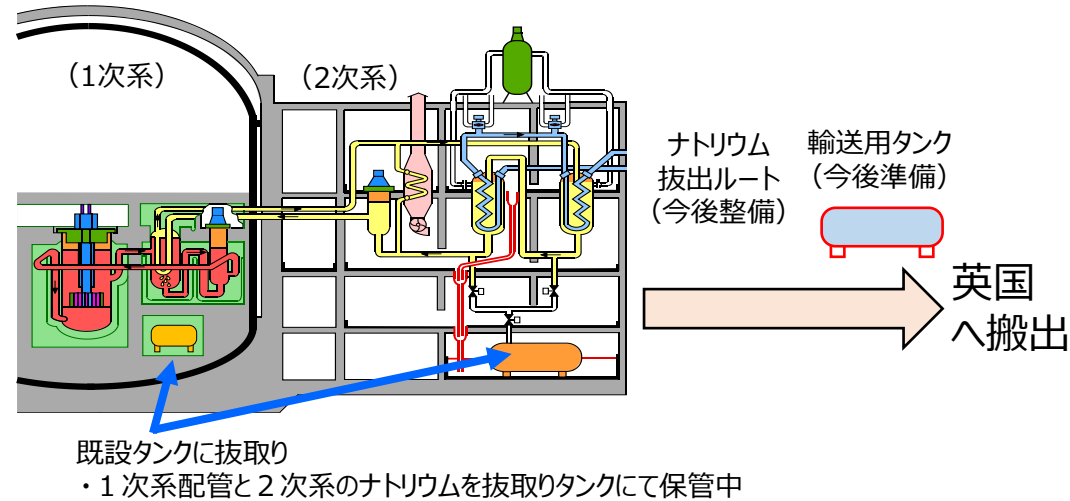 （1次系）
（2次系）
ナトリウム
抜出ルート
（今後整備）
輸送用タンク
（今後準備）
英国
へ搬出
既設タンクに抜取り
・１次系配管と２次系のナトリウムを抜取りタンクにて保管中